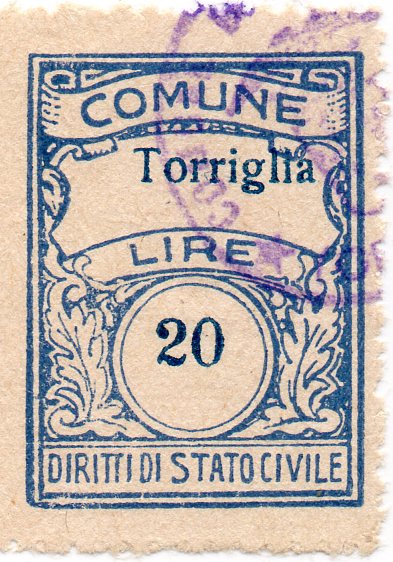 COMUNE
Torriglia
LIRE
20
DIRITTI DI STATO CIVILE